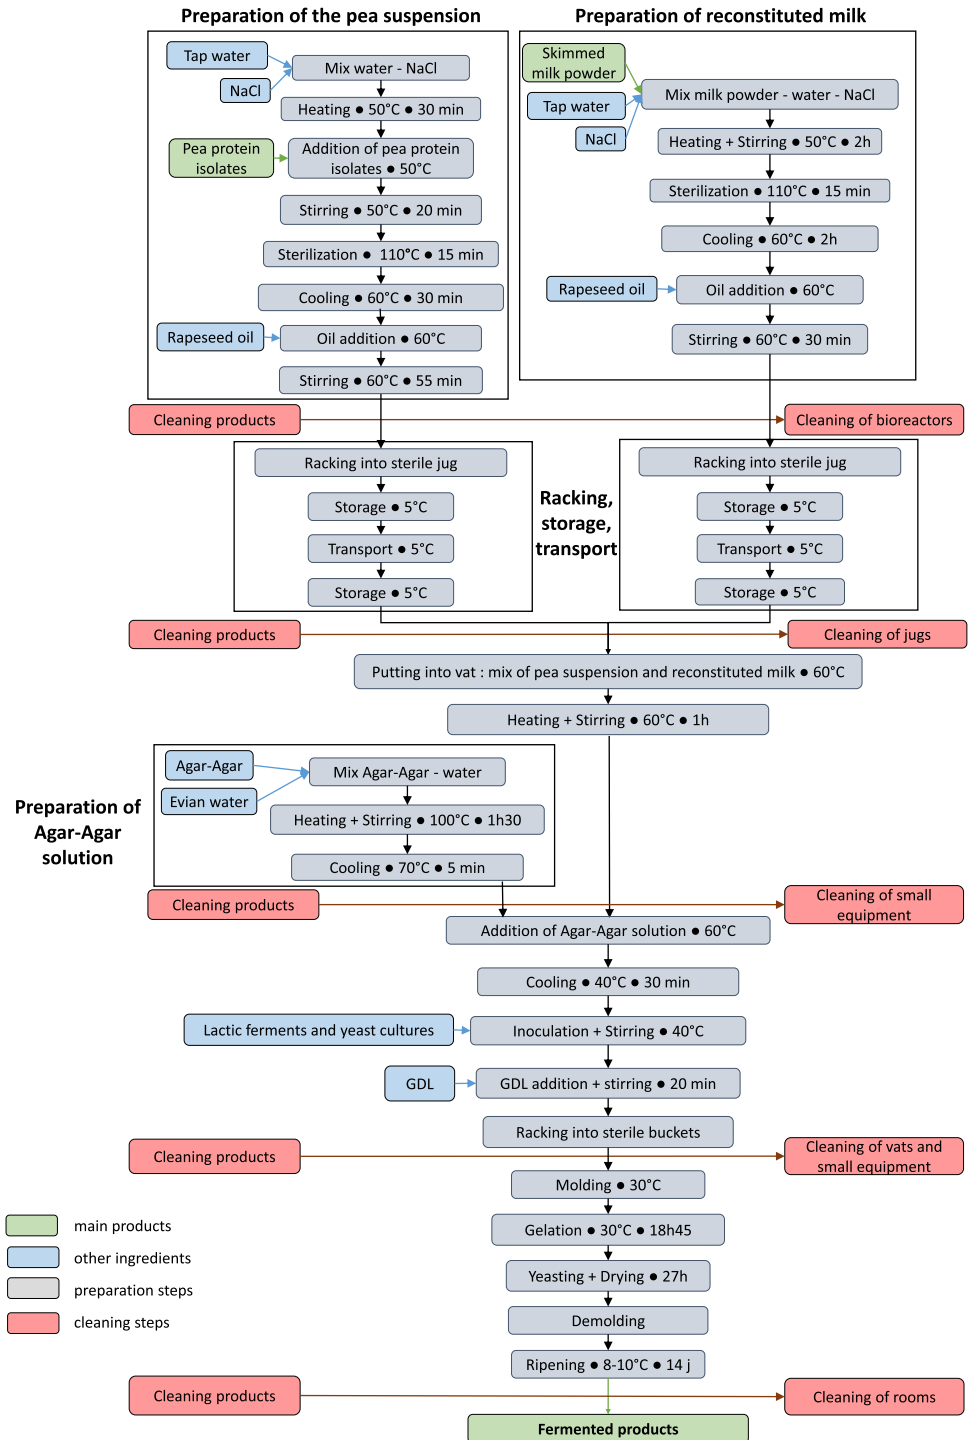 Preparation of the pea suspension
Tap water
NaCl
Mix water - NaCl
Heating ● 50°C ● 30 min
Pea protein
isolates
Addition of pea protein
isolates ● 50°C
Stirring ● 50°C ● 20 min
Sterilization ● 110°C ● 15 min
Cooling ● 60°C ● 30 min
Rapeseed oil
Oil addition ● 60°C
Stirring ● 60°C ● 55 min
Preparation of reconstituted milk
Skimmed
milk powder
Tap water
NaCl
Mix milk powder - water - NaCl
Heating + Stirring ● 50°C ● 2h
Sterilization ● 110°C ● 15 min
Cooling ● 60°C ● 2h
Rapeseed oil
Oil addition ● 60°C
Stirring ● 60°C ● 30 min
Cleaning products
Cleaning of bioreactors
Racking into sterile jug
Storage ● 5°C
Transport ● 5°C
Storage ● 5°C
Racking,
storage,
transport
Racking into sterile jug
Storage ● 5°C
Transport ● 5°C
Storage ● 5°C
Cleaning products
Cleaning of jugs
Putting into vat : mix of pea suspension and reconstituted milk ● 60°C
Heating + Stirring ● 60°C ● 1h
Preparation of
Agar-Agar
solution
Agar-Agar
Evian water
Mix Agar-Agar - water
Heating + Stirring ● 100°C ● 1h30
Cooling ● 70°C ● 5 min
Cleaning products
Cleaning of small
equipment
Addition of Agar-Agar solution ● 60°C
Cooling ● 40°C ● 30 min
Lactic ferments and yeast cultures
Inoculation + Stirring ● 40°C
GDL
GDL addition + stirring ● 20 min
Racking into sterile buckets
Cleaning products
Cleaning of vats and
small equipment
Molding ● 30°C
Gelation ● 30°C ● 18h45
Yeasting + Drying ● 27h
Demolding
Ripening ● 8-10°C ● 14 j
Cleaning products
Cleaning of rooms
Fermented products
main products
other ingredients
preparation steps
cleaning steps